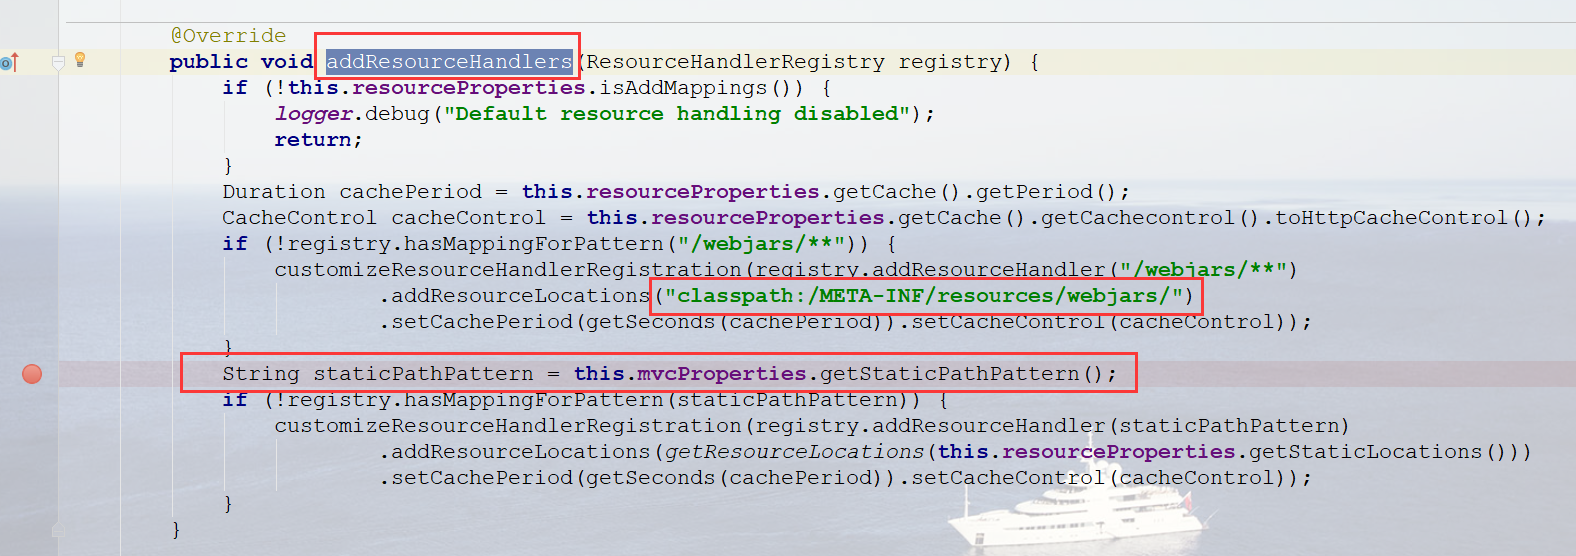 @Override
public void addResourceHandlers(ResourceHandlerRegistry registry) {
if (!this.resourceProperties.isAddMappings()) {
logger.debug("Default resource handling disabled");
return;
}
Duration cachePeriod = this.resourceProperties.getCache().getPeriod();
CacheControl cacheControl = this.resourceProperties.getCache().getCachecontrol().toHttpCacheControl();
if (!registry.hasMappingForPattern("/webjars/**")) {
customizeResourceHandlerRegistration(registry.addResourceHandler("/webjars/**")
.addResourceLocations("classpath:/META-INF/resources/webjars/")
.setCachePeriod(getSeconds(cachePeriod)).setCacheControl(cacheControl));
}
String staticPathPattern = this.mvcProperties.getStaticPathPattern();
if (!registry.hasMappingForPattern(staticPathPattern)) {
customizeResourceHandlerRegistration(registry.addResourceHandler(staticPathPattern)
.addResourceLocations(getResourceLocations(this.resourceProperties.getStaticLocations()))
.setCachePeriod(getSeconds(cachePeriod)).setCacheControl(cacheControl));
}
}